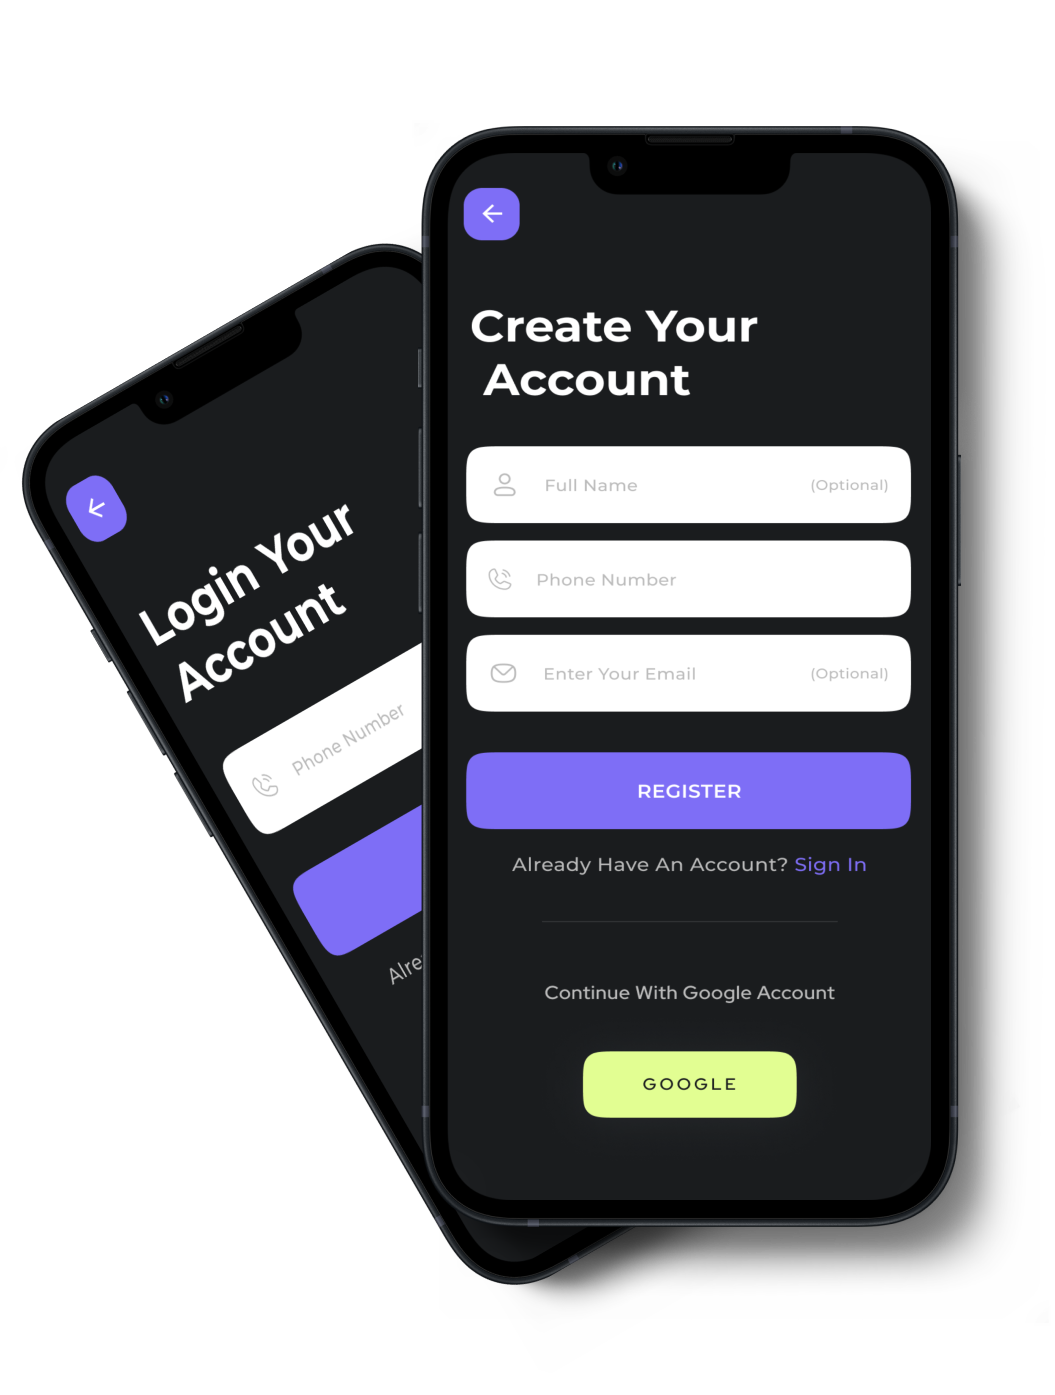 Create Your
Account
Full Name (Optional)
Phone Number
Enter Your Email (Optional)
REGISTER
Already Have An Account? Sign In
Continue With Google Account
GOOGLE
Login Your
Account
Phone Number